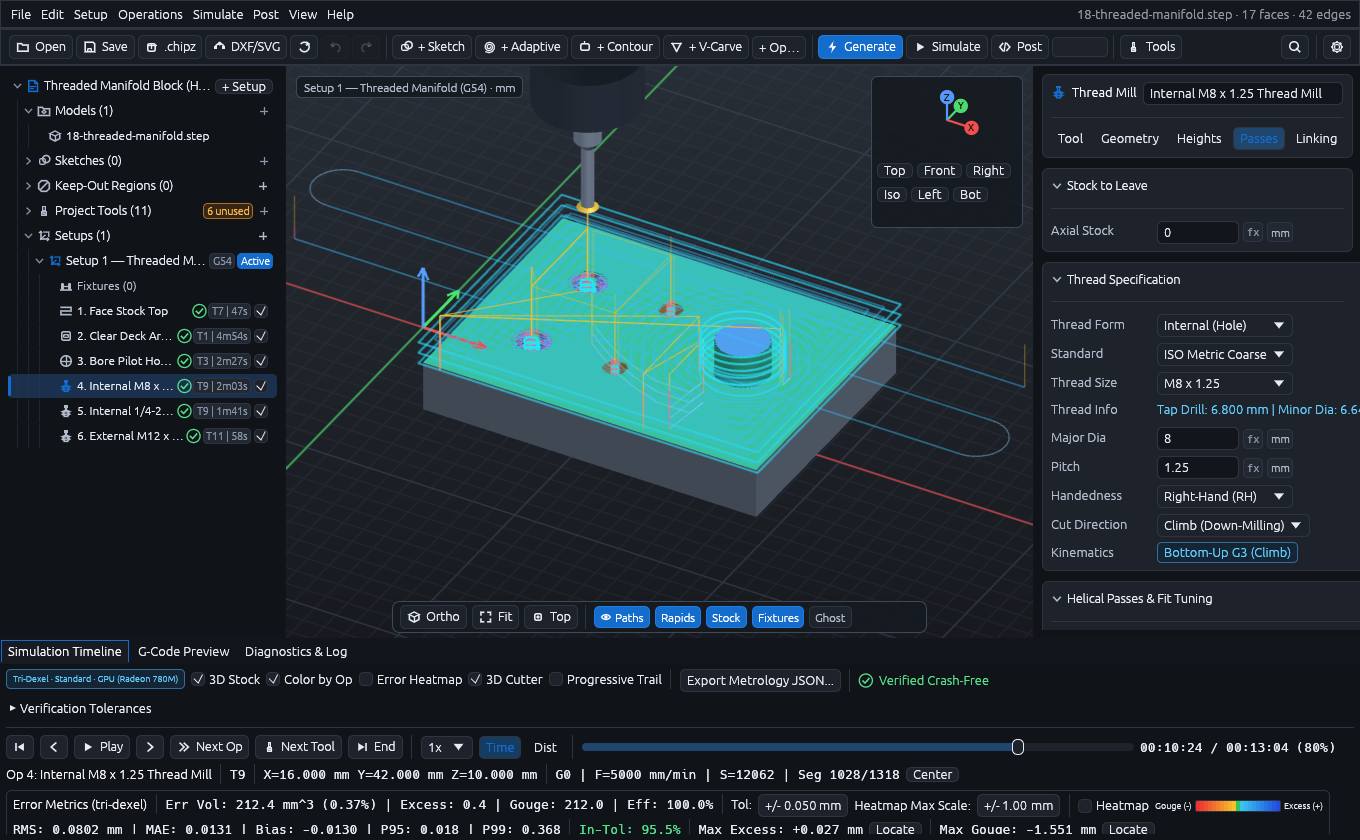 File Edit Setup Operations Simulate Post View Help
18-threaded-manifold.step · 17 faces · 42 edges
Open Save .chipz DXF/SVG + Sketch + Adaptive + Contour + V-Carve + Op... Generate Simulate Post Tools
Threaded Manifold Block (H... + Setup
Models (1) +
18-threaded-manifold.step
Sketches (0) +
Keep-Out Regions (0) +
Project Tools (11) 6 unused +
Setups (1) +
Setup 1 — Threaded M... G54 Active
Fixtures (0)
1. Face Stock Top T7 | 47s
2. Clear Deck Ar... T1 | 4m54s
3. Bore Pilot Ho... T3 | 2m27s
4. Internal M8 x ... T9 | 2m03s
5. Internal 1/4-2... T9 | 1m41s
6. External M12 x ... T11 | 58s
Setup 1 — Threaded Manifold (G54) · mm
Z
Y
X
Top Front Right
Iso Left Bot
Ortho Fit Top Paths Rapids Stock Fixtures Ghost
Thread Mill Internal M8 x 1.25 Thread Mill
Tool Geometry Heights Passes Linking
Stock to Leave
Axial Stock 0 fx mm
Thread Specification
Thread Form Internal (Hole)
Standard ISO Metric Coarse
Thread Size M8 x 1.25
Thread Info Tap Drill: 6.800 mm | Minor Dia: 6.64
Major Dia 8 fx mm
Pitch 1.25 fx mm
Handedness Right-Hand (RH)
Cut Direction Climb (Down-Milling)
Kinematics Bottom-Up G3 (Climb)
Helical Passes & Fit Tuning
Simulation Timeline G-Code Preview Diagnostics & Log
Tri-Dexel · Standard · GPU (Radeon 780M) 3D Stock Color by Op Error Heatmap 3D Cutter Progressive Trail Export Metrology JSON... Verified Crash-Free
Verification Tolerances
Play Next Op Next Tool End 1x Time Dist 00:10:24 / 00:13:04 (80%)
Op 4: Internal M8 x 1.25 Thread Mill T9 X=16.000 mm Y=42.000 mm Z=10.000 mm G0 | F=5000 mm/min | S=12062 | Seg 1028/1318 Center
Error Metrics (tri-dexel) Err Vol: 212.4 mm^3 (0.37%) | Excess: 0.4 | Gouge: 212.0 | Eff: 100.0% Tol: +/- 0.050 mm Heatmap Max Scale: +/- 1.00 mm Heatmap Gouge (-) Excess (+)
RMS: 0.0802 mm | MAE: 0.0131 | Bias: -0.0130 | P95: 0.018 | P99: 0.368 In-Tol: 95.5% Max Excess: +0.027 mm Locate Max Gouge: -1.551 mm Locate